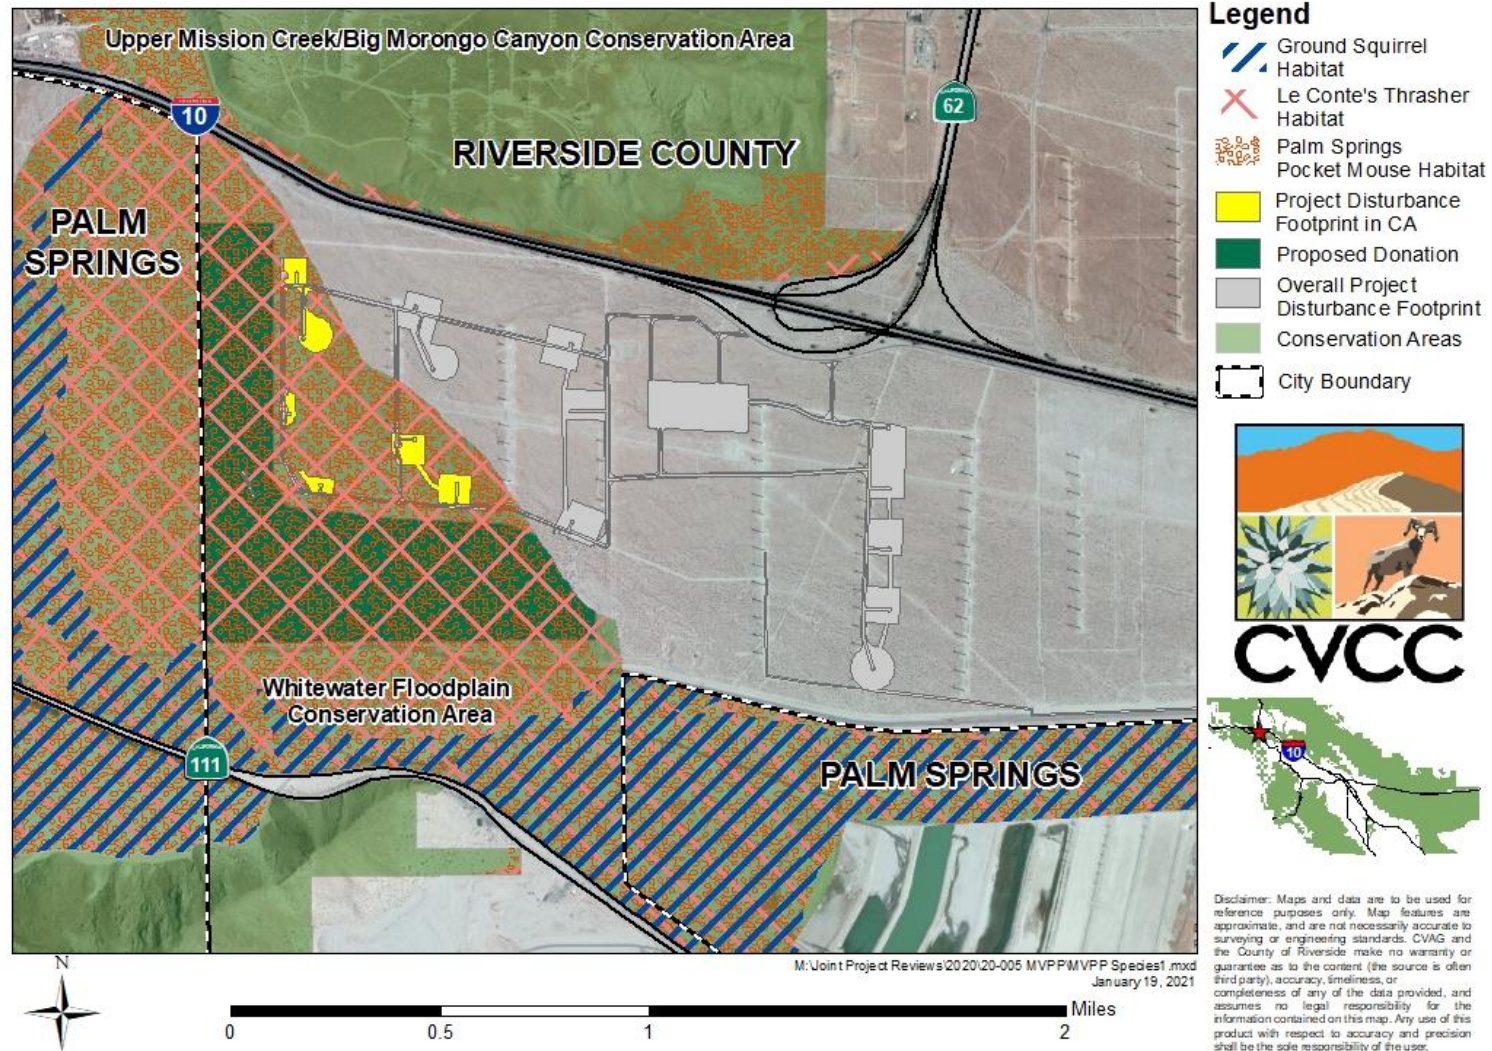 Upper Mission Creek/Big Morongo Canyon Conservation Area
INTERSTATE
10
CALIFORNIA
62
RIVERSIDE COUNTY
PALM
SPRINGS
Whitewater Floodplain
Conservation Area
CALIFORNIA
111
PALM SPRINGS
Legend
Ground Squirrel
Habitat
Le Conte's Thrasher
Habitat
Palm Springs
Pocket Mouse Habitat
Project Disturbance
Footprint in CA
Proposed Donation
Overall Project
Disturbance Footprint
Conservation Areas
City Boundary
CVCC
10
Disclaimer: Maps and data are to be used for
reference purposes only. Map features are
approximate, and are not necessarily accurate to
surveying or engineering standards. CVAG and
the County of Riverside make no warranty or
guarantee as to the content (the source is often
third party), accuracy, timeliness, or
completeness of any of the data provided, and
assumes no legal responsibility for the
information contained on this map. Any use of this
product with respect to accuracy and precision
shall be the sole responsibility of the user.
M:\Joint Project Reviews\2020\20-005 MVPP\MVPP Species1.mxd
January 19, 2021
N
Miles
0 0.5 1 2